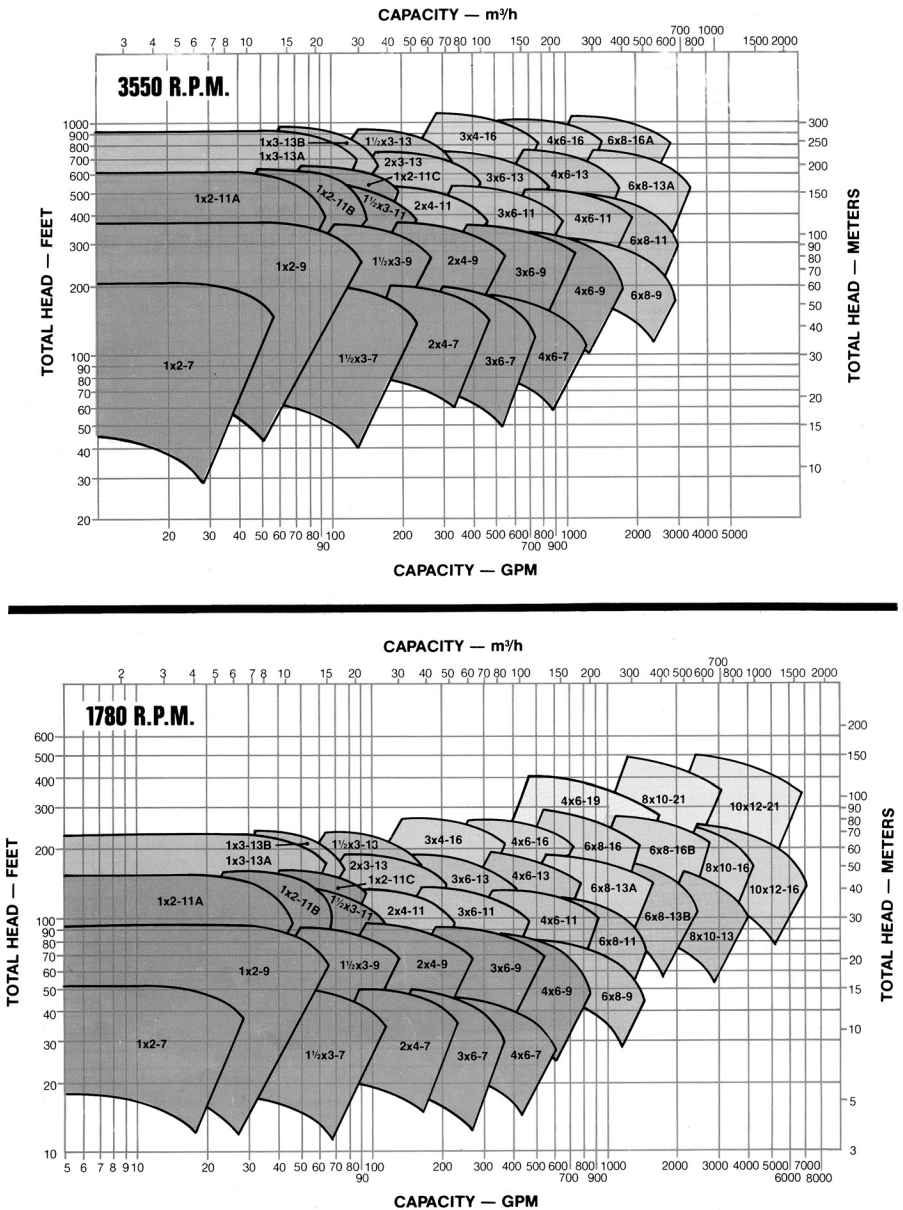 CAPACITY — m³/h
700 1000
3 4 5 6 7 8 10 15 20 30 40 50 60 70 80 100 150 200 300 400 500 600 800 1500 2000
3550 R.P.M.
TOTAL HEAD — FEET
1000
900
800
700
600
500
400
300
200
100
90
80
70
60
50
40
30
20
3x4-16
4x6-16
6x8-16A
1x3-13B
1½x3-13
1x3-13A
2x3-13
1x2-11C
3x6-13
4x6-13
6x8-13A
1x2-11A
1x2-11B
1½x3-11
2x4-11
3x6-11
4x6-11
6x8-11
1x2-9
1½x3-9
2x4-9
3x6-9
4x6-9
6x8-9
1x2-7
1½x3-7
2x4-7
3x6-7
4x6-7
300
250
200
150
100
90
80
70
60
50
40
30
20
15
10
TOTAL HEAD — METERS
20 30 40 50 60 70 80 100 200 300 400 500 600 800 1000 2000 3000 4000 5000
90 700 900
CAPACITY — GPM
CAPACITY — m³/h
700
2 3 4 5 6 7 8 10 15 20 30 40 50 60 70 80 100 150 200 300 400 500 600 800 1000 1500 2000
1780 R.P.M.
TOTAL HEAD — FEET
600
500
400
300
200
100
90
80
70
60
50
40
30
20
10
4x6-19
8x10-21
10x12-21
1x3-13B
1½x3-13
3x4-16
4x6-16
6x8-16
6x8-16B
1x3-13A
2x3-13
8x10-16
1x2-11C
3x6-13
4x6-13
6x8-13A
10x12-16
1x2-11A
1x2-11B
1½x3-11
2x4-11
3x6-11
4x6-11
6x8-13B
8x10-13
6x8-11
1x2-9
1½x3-9
2x4-9
3x6-9
4x6-9
6x8-9
1x2-7
1½x3-7
2x4-7
3x6-7
4x6-7
200
150
100
90
80
70
60
50
40
30
20
15
10
5
3
TOTAL HEAD — METERS
5 6 7 8 9 10 20 30 40 50 60 70 80 100 200 300 400 500 600 800 1000 2000 3000 4000 5000 7000
90 700 900 6000 8000
CAPACITY — GPM